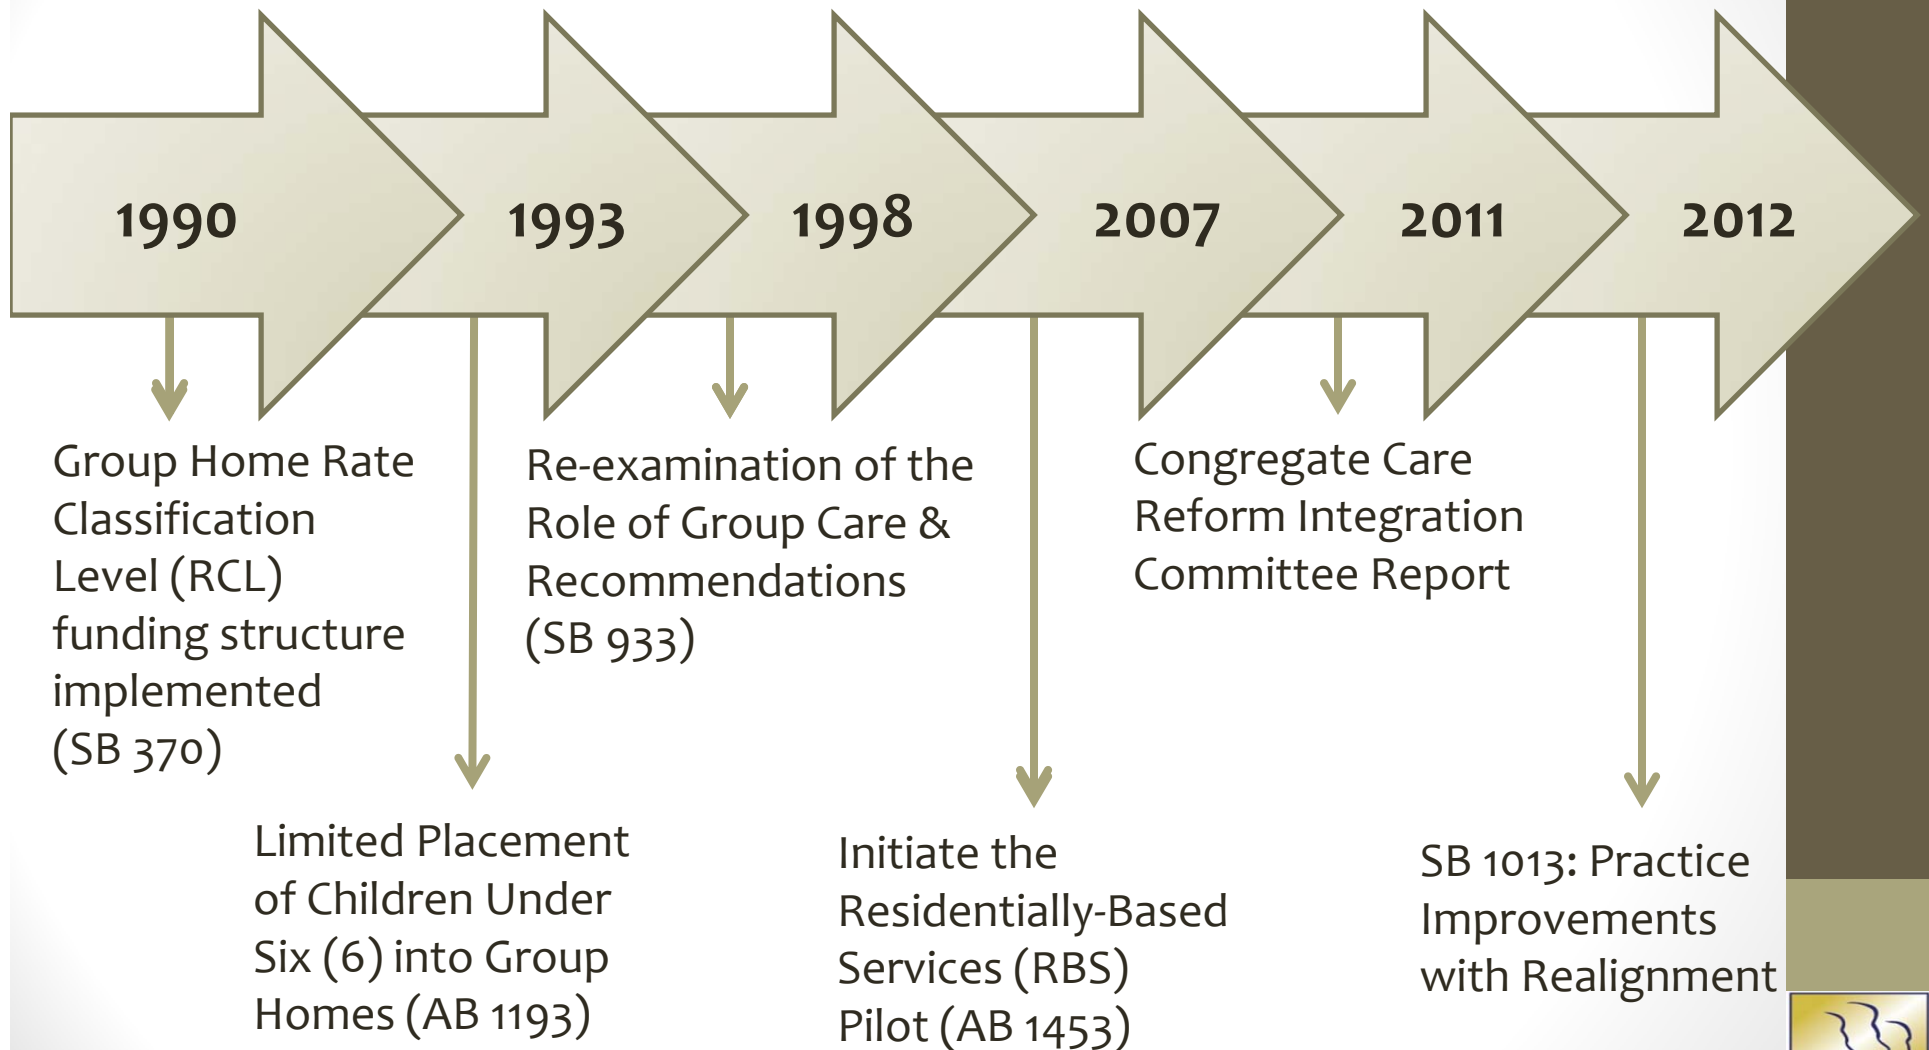 1990
1993
1998
2007
2011
2012
Group Home Rate
Classification
Level (RCL)
funding structure
implemented
(SB 370)
Limited Placement
of Children Under
Six (6) into Group
Homes (AB 1193)
Re-examination of the
Role of Group Care &
Recommendations
(SB 933)
Initiate the
Residentially-Based
Services (RBS)
Pilot (AB 1453)
Congregate Care
Reform Integration
Committee Report
SB 1013: Practice
Improvements
with Realignment